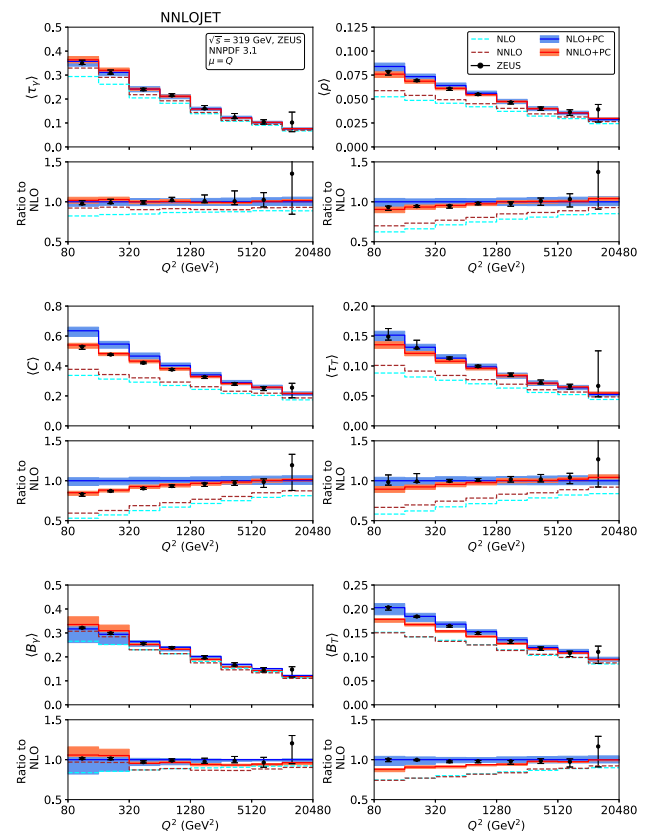 NNLOJET
0.5
0.4
0.3
0.2
0.1
0.0
⟨τ_γ⟩
√s = 319 GeV, ZEUS
NNPDF 3.1
μ = Q
0.125
0.100
0.075
0.050
0.025
0.000
⟨ρ⟩
NLO
NNLO
ZEUS
NLO+PC
NNLO+PC
1.5
1.0
0.5
Ratio to
NLO
80 320 1280 5120 20480
Q² (GeV²)
1.5
1.0
0.5
Ratio to
NLO
80 320 1280 5120 20480
Q² (GeV²)
0.8
0.6
0.4
0.2
0.0
⟨C⟩
0.20
0.15
0.10
0.05
0.00
⟨τ_T⟩
1.5
1.0
0.5
Ratio to
NLO
80 320 1280 5120 20480
Q² (GeV²)
1.5
1.0
0.5
Ratio to
NLO
80 320 1280 5120 20480
Q² (GeV²)
0.5
0.4
0.3
0.2
0.1
0.0
⟨B_γ⟩
0.25
0.20
0.15
0.10
0.05
0.00
⟨B_T⟩
1.5
1.0
0.5
Ratio to
NLO
80 320 1280 5120 20480
Q² (GeV²)
1.5
1.0
0.5
Ratio to
NLO
80 320 1280 5120 20480
Q² (GeV²)